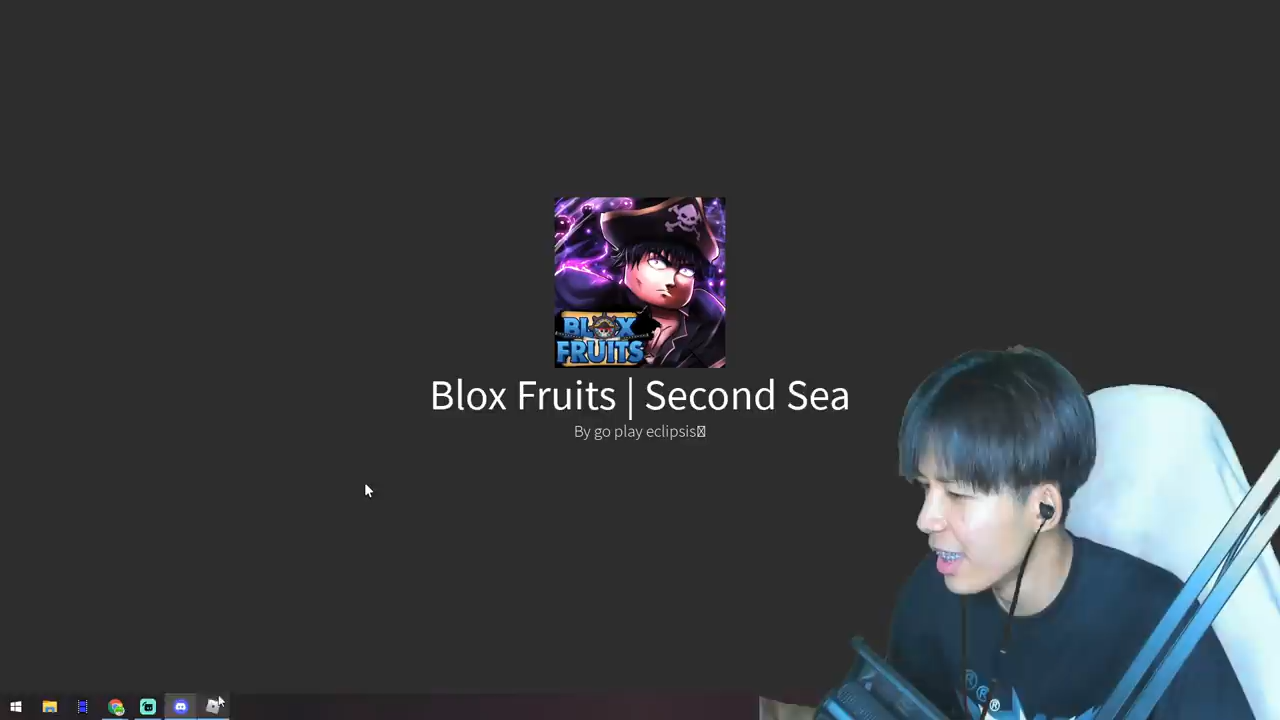 BLOX
FRUITS
Blox Fruits | Second Sea
By go play eclipsis
®
®
®